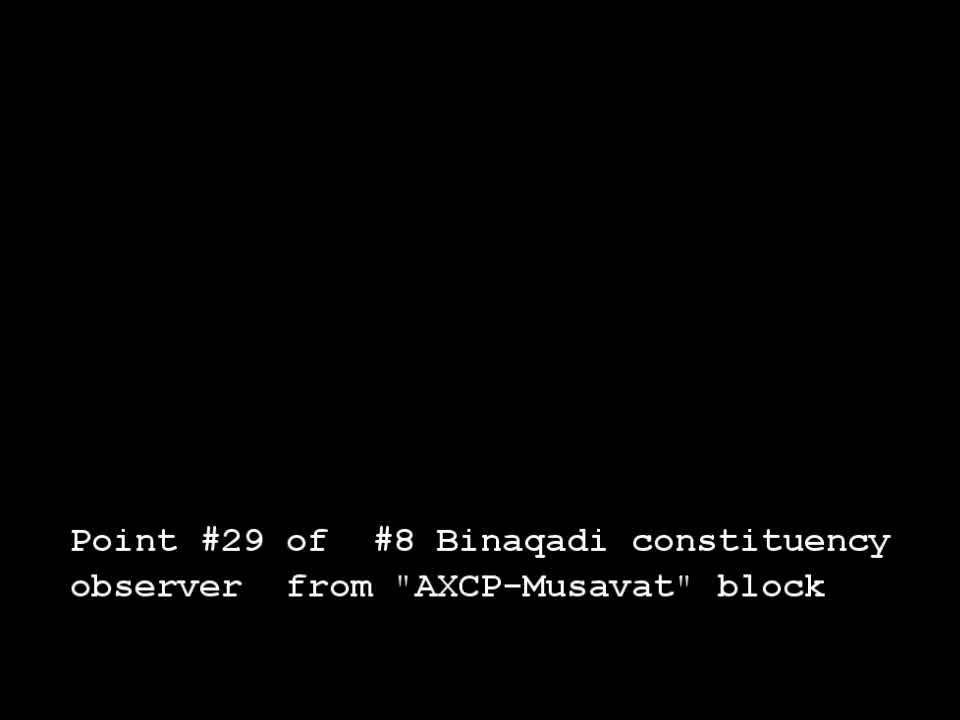 Point #29 of  #8 Binaqadi constituency
observer  from "AXCP-Musavat" block